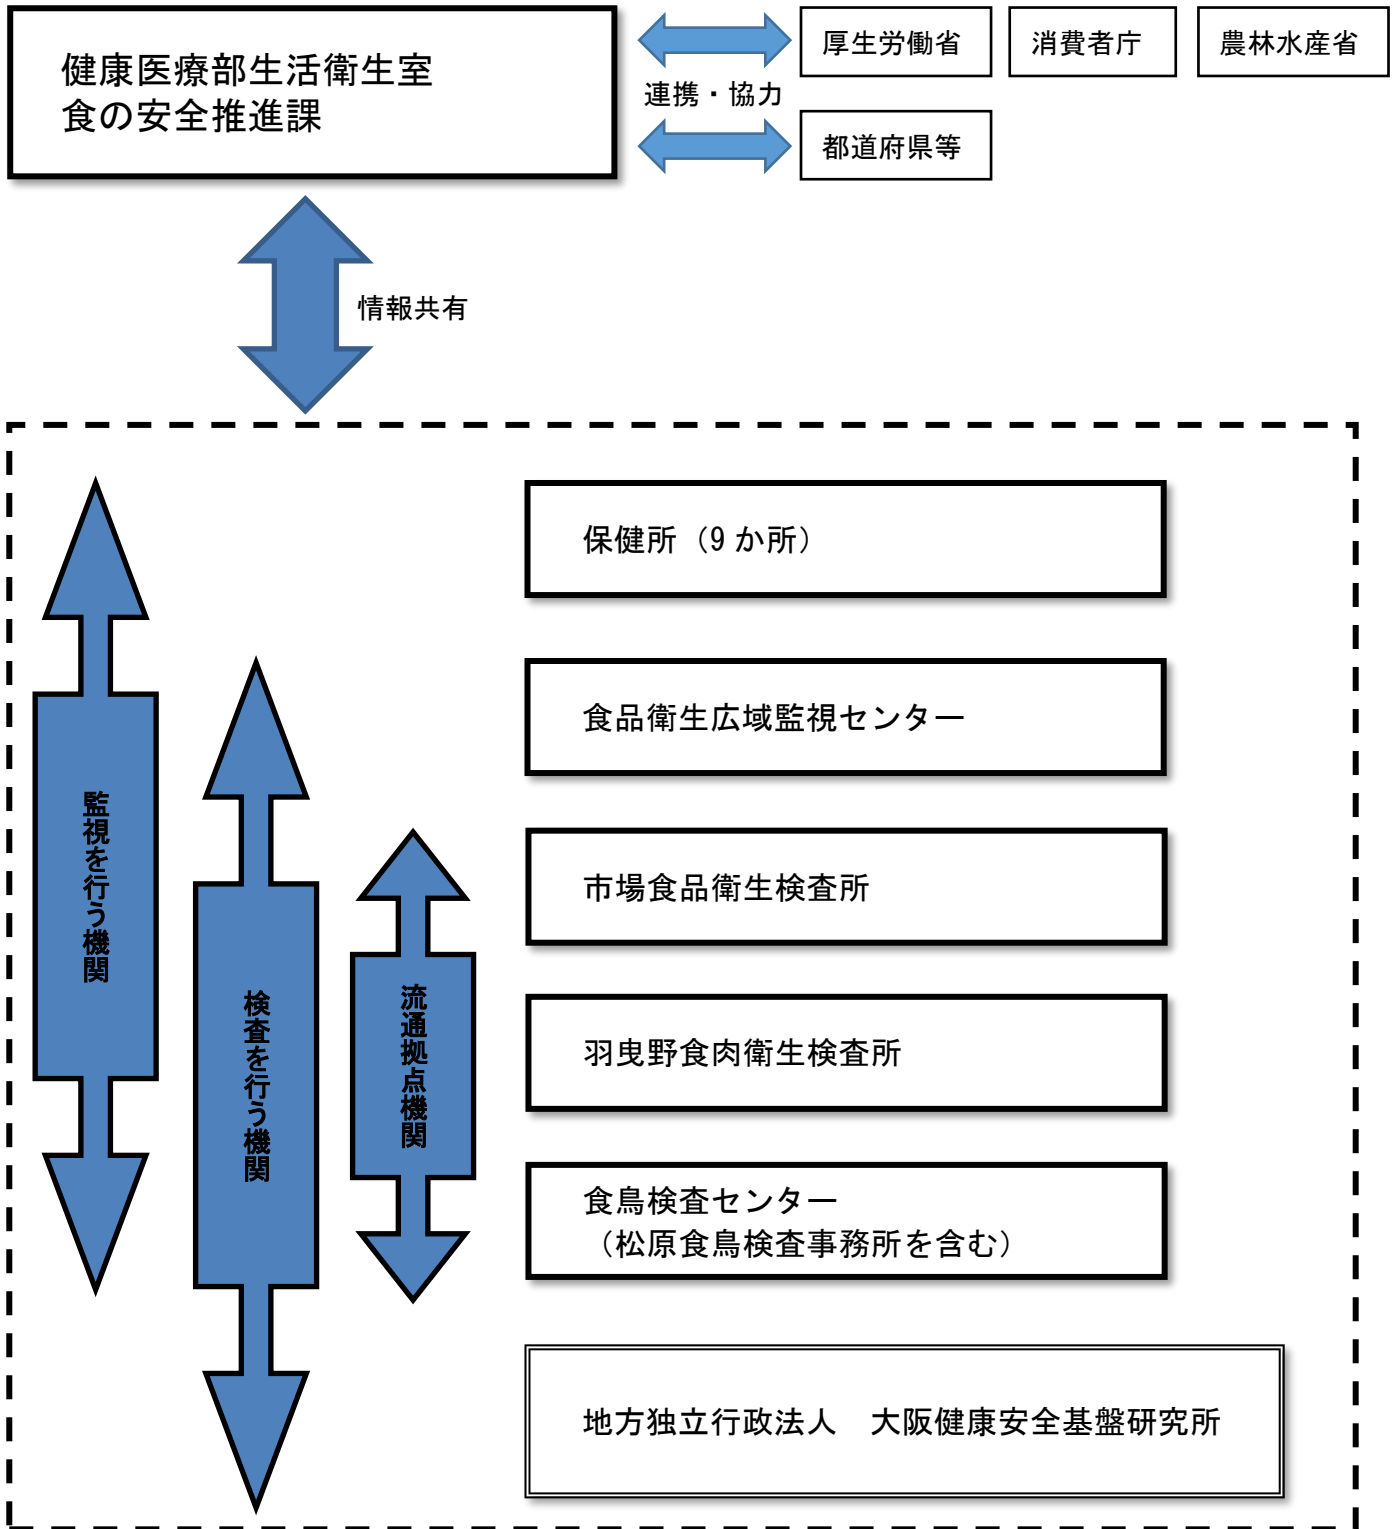 健康医療部生活衛生室
食の安全推進課
厚生労働省
消費者庁
農林水産省
連携・協力
都道府県等
情報共有
保健所（9か所）
食品衛生広域監視センター
市場食品衛生検査所
羽曳野食肉衛生検査所
食鳥検査センター
（松原食鳥検査事務所を含む）
地方独立行政法人　大阪健康安全基盤研究所
監視を行う機関
検査を行う機関
流通拠点機関